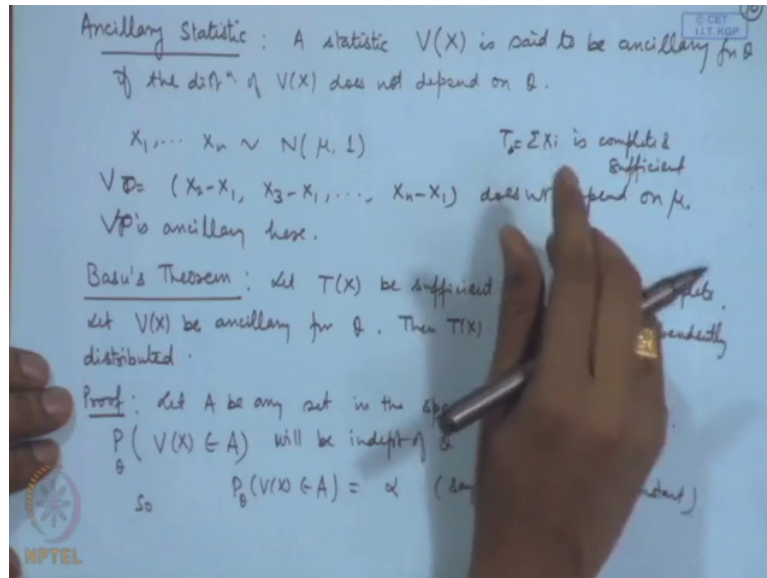 © CET
I.I.T. KGP
Ancillary Statistic : A statistic V(X) is said to be ancillary for θ
if the distⁿ. of V(X) does not depend on θ.
X₁, ... Xₙ ~ N(μ, 1) T = ΣXi is complete &
sufficient
V = (X₂-X₁, X₃-X₁, ..., Xₙ-X₁) does not depend on μ.
V is ancillary here.
Basu's Theorem : Let T(X) be sufficient
Let V(X) be ancillary for θ. Then T(X)
distributed.
Proof : Let A be any set in the
P_θ ( V(X) ∈ A) will be indept of θ
So P_θ (V(X) ∈ A) = α
NPTEL